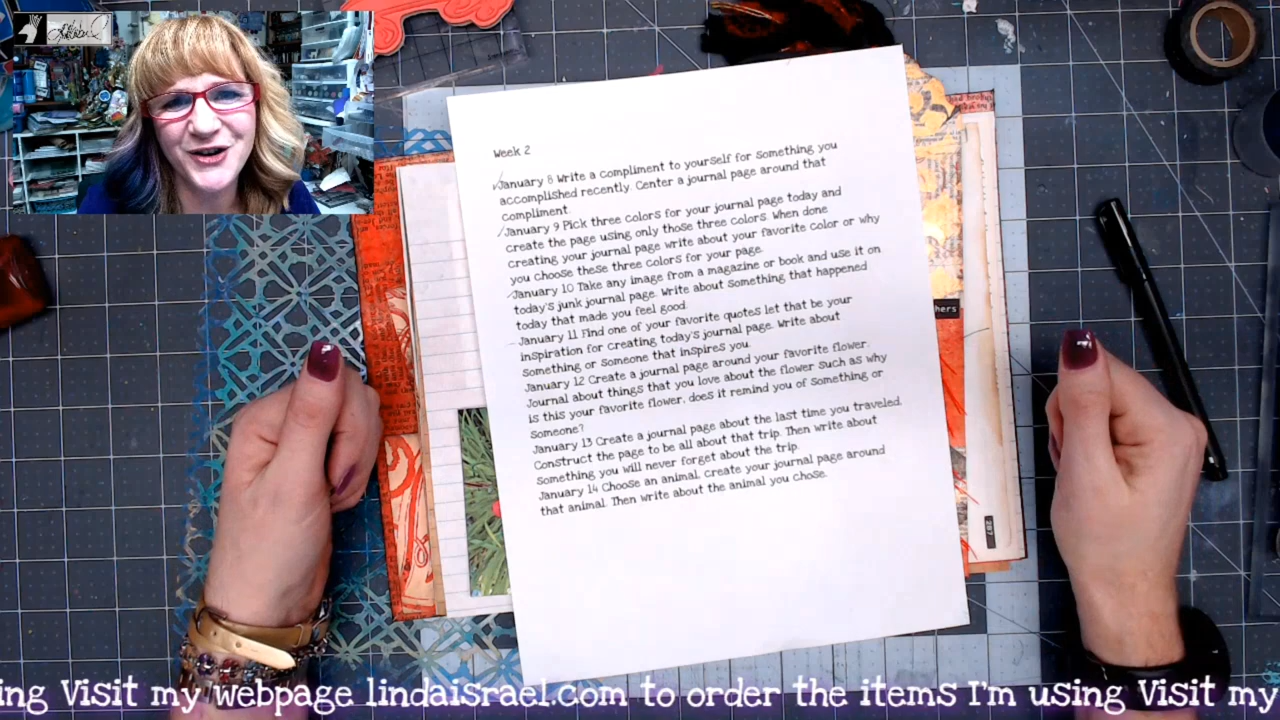 Week 2
January 8 Write a compliment to yourself for something you
accomplished recently. Center a journal page around that
compliment.
January 9 Pick three colors for your journal page today and
create the page using only those three colors. When done
creating your journal page write about your favorite color or why
you choose these three colors for your page.
January 10 Take any image from a magazine or book and use it on
today's junk journal page. Write about something that happened
today that made you feel good.
January 11 Find one of your favorite quotes let that be your
inspiration for creating today's journal page. Write about
something or someone that inspires you.
January 12 Create a journal page around your favorite flower.
Journal about things that you love about the flower such as why
is this your favorite flower, does it remind you of something or
someone?
January 13 Create a journal page about the last time you traveled.
Construct the page to be all about that trip. Then write about
something you will never forget about the trip.
January 14 Choose an animal, create your journal page around
that animal. Then write about the animal you chose.
hers
287
ing Visit my webpage lindaisrael.com to order the items I'm using Visit my